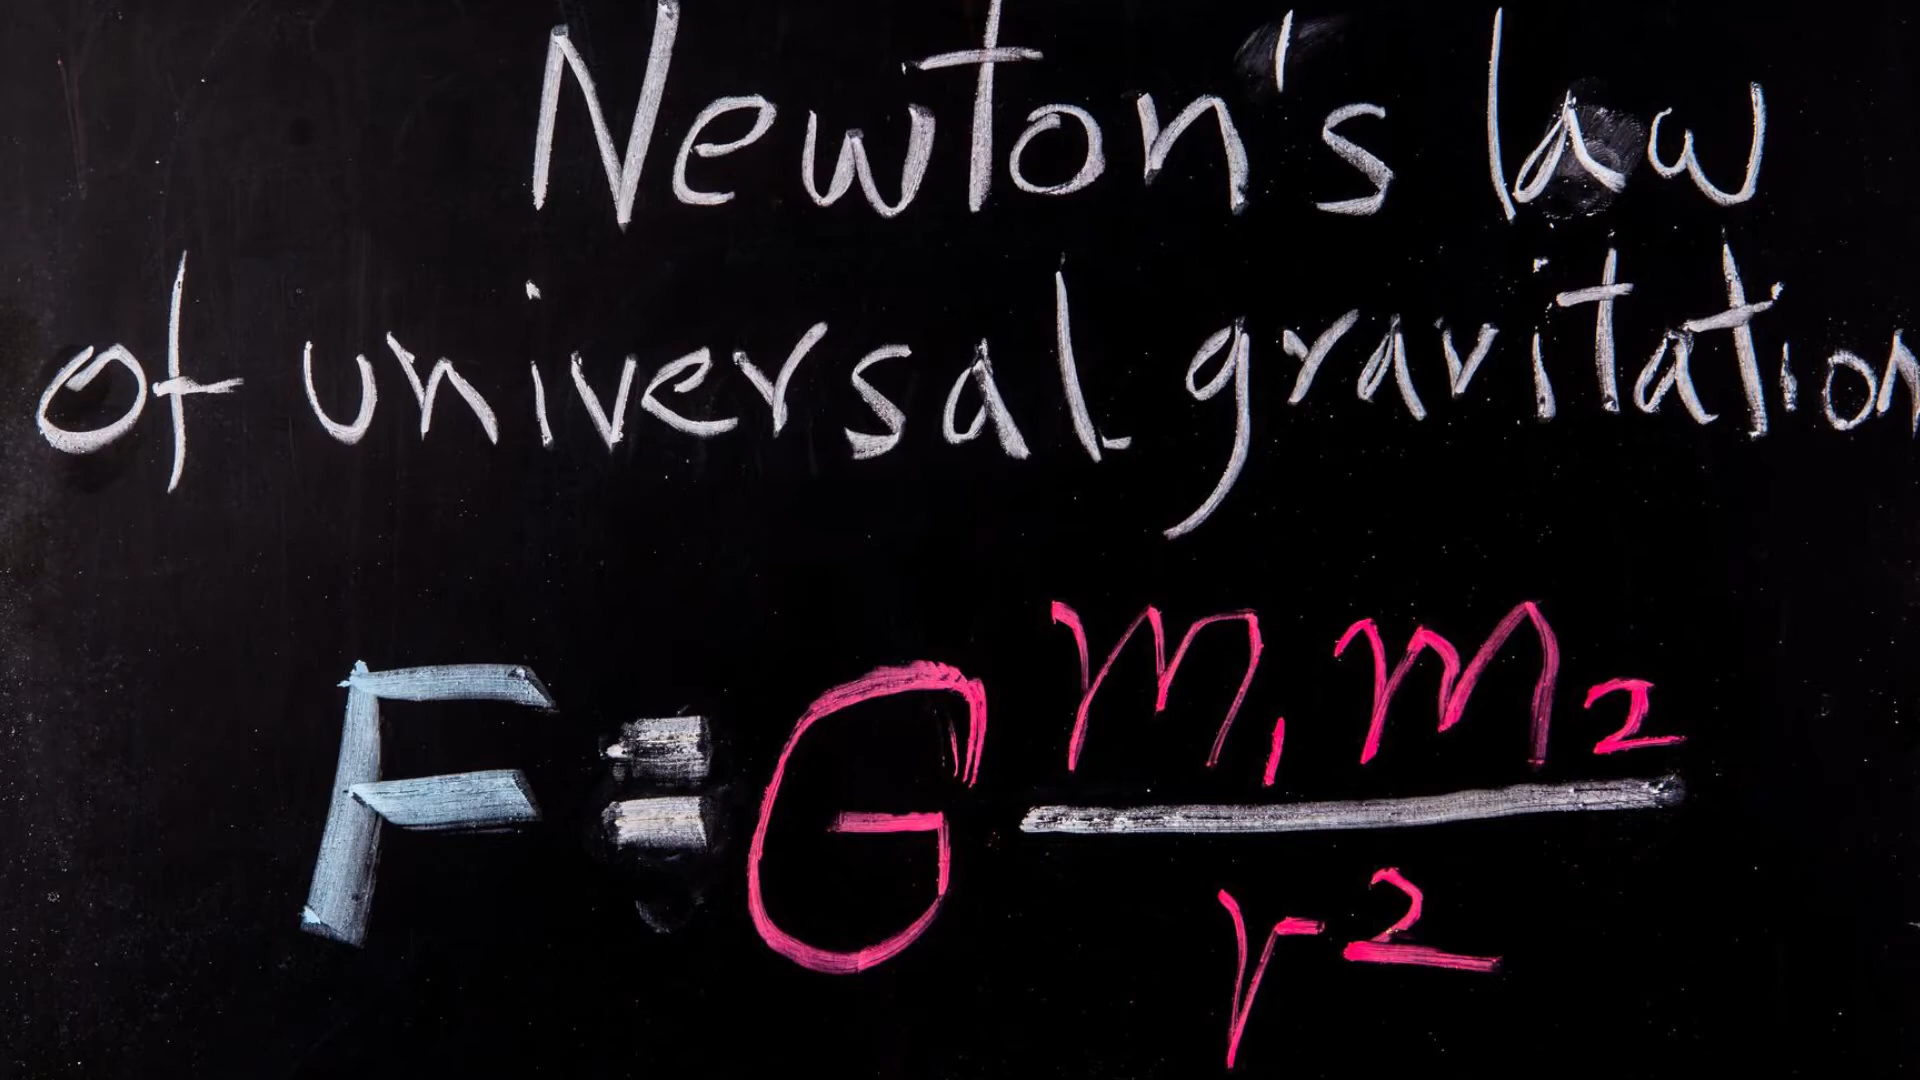 Newton's law
of universal gravitation
F = G m₁m₂ / r²